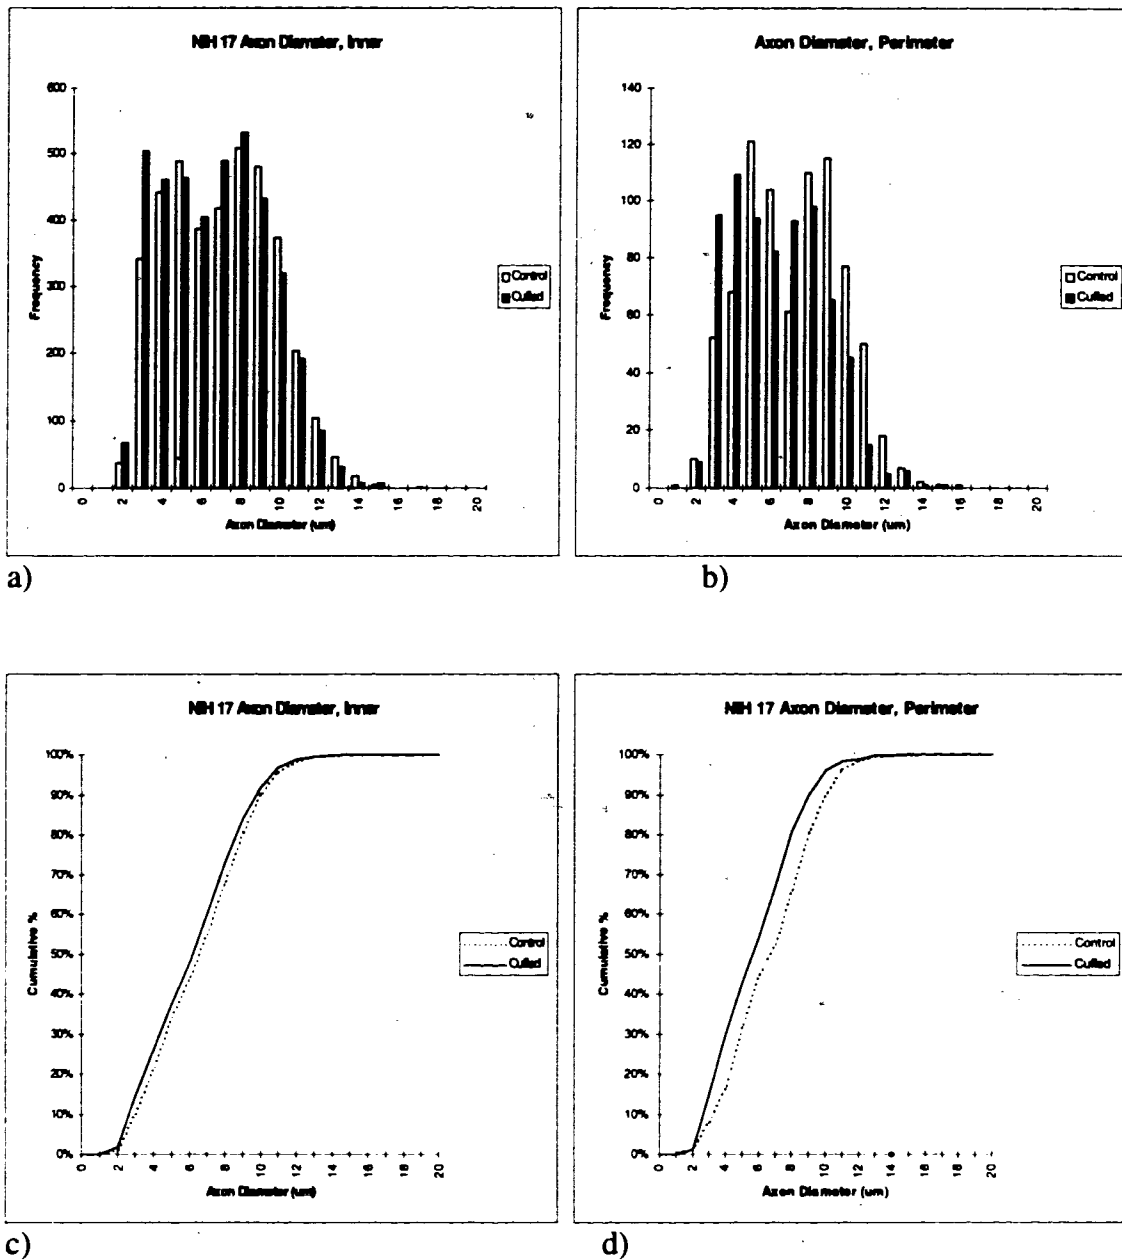 NIH 17 Axon Diameter, Inner
600
500
400
300
200
100
0
Frequency
0 2 4 6 8 10 12 14 16 18 20
Axon Diameter (um)
Control
Cuffed
a)
Axon Diameter, Perimeter
140
120
100
80
60
40
20
0
Frequency
0 2 4 6 8 10 12 14 16 18 20
Axon Diameter (um)
Control
Cuffed
b)
NIH 17 Axon Diameter, Inner
100%
90%
80%
70%
60%
50%
40%
30%
20%
10%
0%
Cumulative %
0 2 4 6 8 10 12 14 16 18 20
Axon Diameter (um)
Control
Cuffed
c)
NIH 17 Axon Diameter, Perimeter
100%
90%
80%
70%
60%
50%
40%
30%
20%
10%
0%
Cumulative %
0 2 4 6 8 10 12 14 16 18 20
Axon Diameter (um)
Control
Cuffed
d)